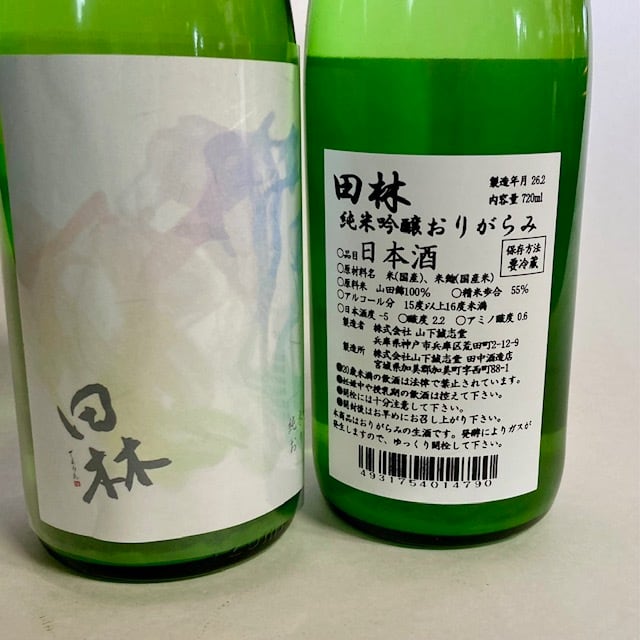 田林
でんりん
純
お
田林
純米吟醸おりがらみ
製造年月 26.2
内容量 720ml
保存方法
要冷蔵
○品目 日本酒
○原材料名 米(国産)、米麹(国産米)
○原料米 山田錦100% ○精米歩合 55%
○アルコール分 15度以上16度未満
○日本酒度 -5 ○酸度 2.2 ○アミノ酸度 0.6
製造者 株式会社 山下誠志堂
兵庫県神戸市兵庫区荒田町2-12-9
製造所 株式会社 山下誠志堂 田中酒造店
宮城県加美郡加美町字西町88-1
●20歳未満の飲酒は法律で禁止されています。
●妊娠中や授乳期の飲酒は控えて下さい。
●開栓には十分注意して下さい。
●開封後はお早めにお召し上がり下さい。
本商品はおりがらみの生酒です。発酵によりガスが
発生しますので、ゆっくり開栓して下さい。
4931754014790